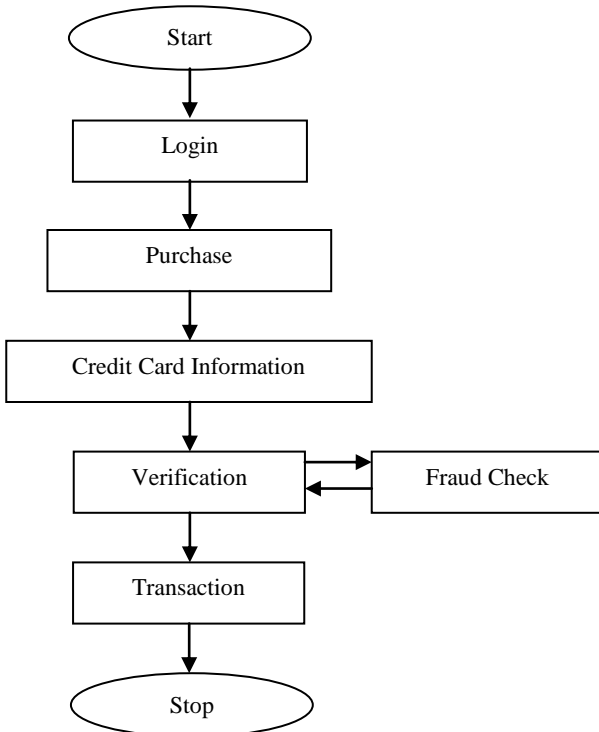 Start
Login
Purchase
Credit Card Information
Verification
Fraud Check
Transaction
Stop